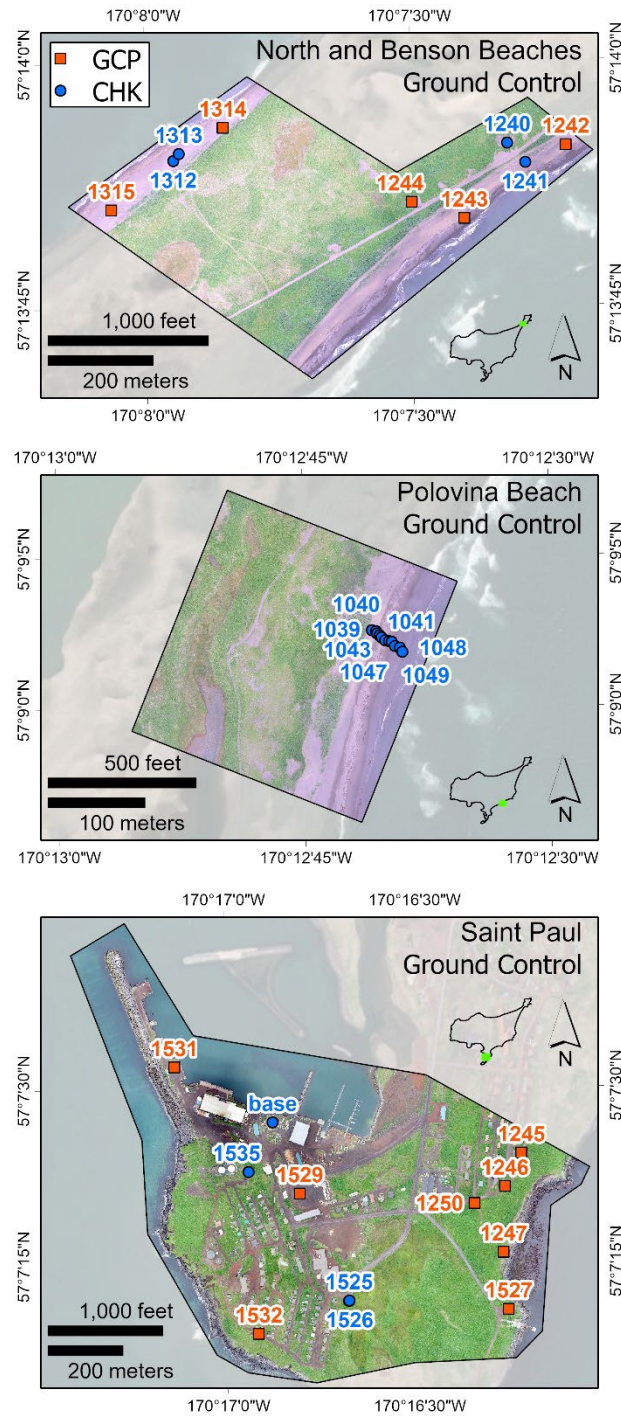 170°8'0"W 170°7'30"W
North and Benson Beaches
Ground Control
GCP
CHK
57°14'0"N
57°14'0"N
1314
1313
1312
1315
1240
1242
1241
1244
1243
57°13'45"N
57°13'45"N
1,000 feet
200 meters
N
170°8'0"W 170°7'30"W
170°13'0"W 170°12'45"W 170°12'30"W
Polovina Beach
Ground Control
57°9'5"N
57°9'5"N
1040
1041
1039
1043
1048
1047
1049
57°9'0"N
57°9'0"N
500 feet
100 meters
N
170°13'0"W 170°12'45"W 170°12'30"W
170°17'0"W 170°16'30"W
Saint Paul
Ground Control
N
1531
57°7'30"N
57°7'30"N
base
1535
1529
1245
1246
1250
1247
57°7'15"N
57°7'15"N
1525
1526
1527
1532
1,000 feet
200 meters
170°17'0"W 170°16'30"W